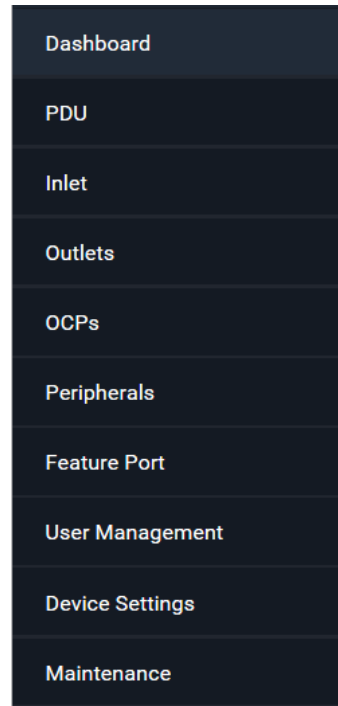 Dashboard
PDU
Inlet
Outlets
OCPs
Peripherals
Feature Port
User Management
Device Settings
Maintenance